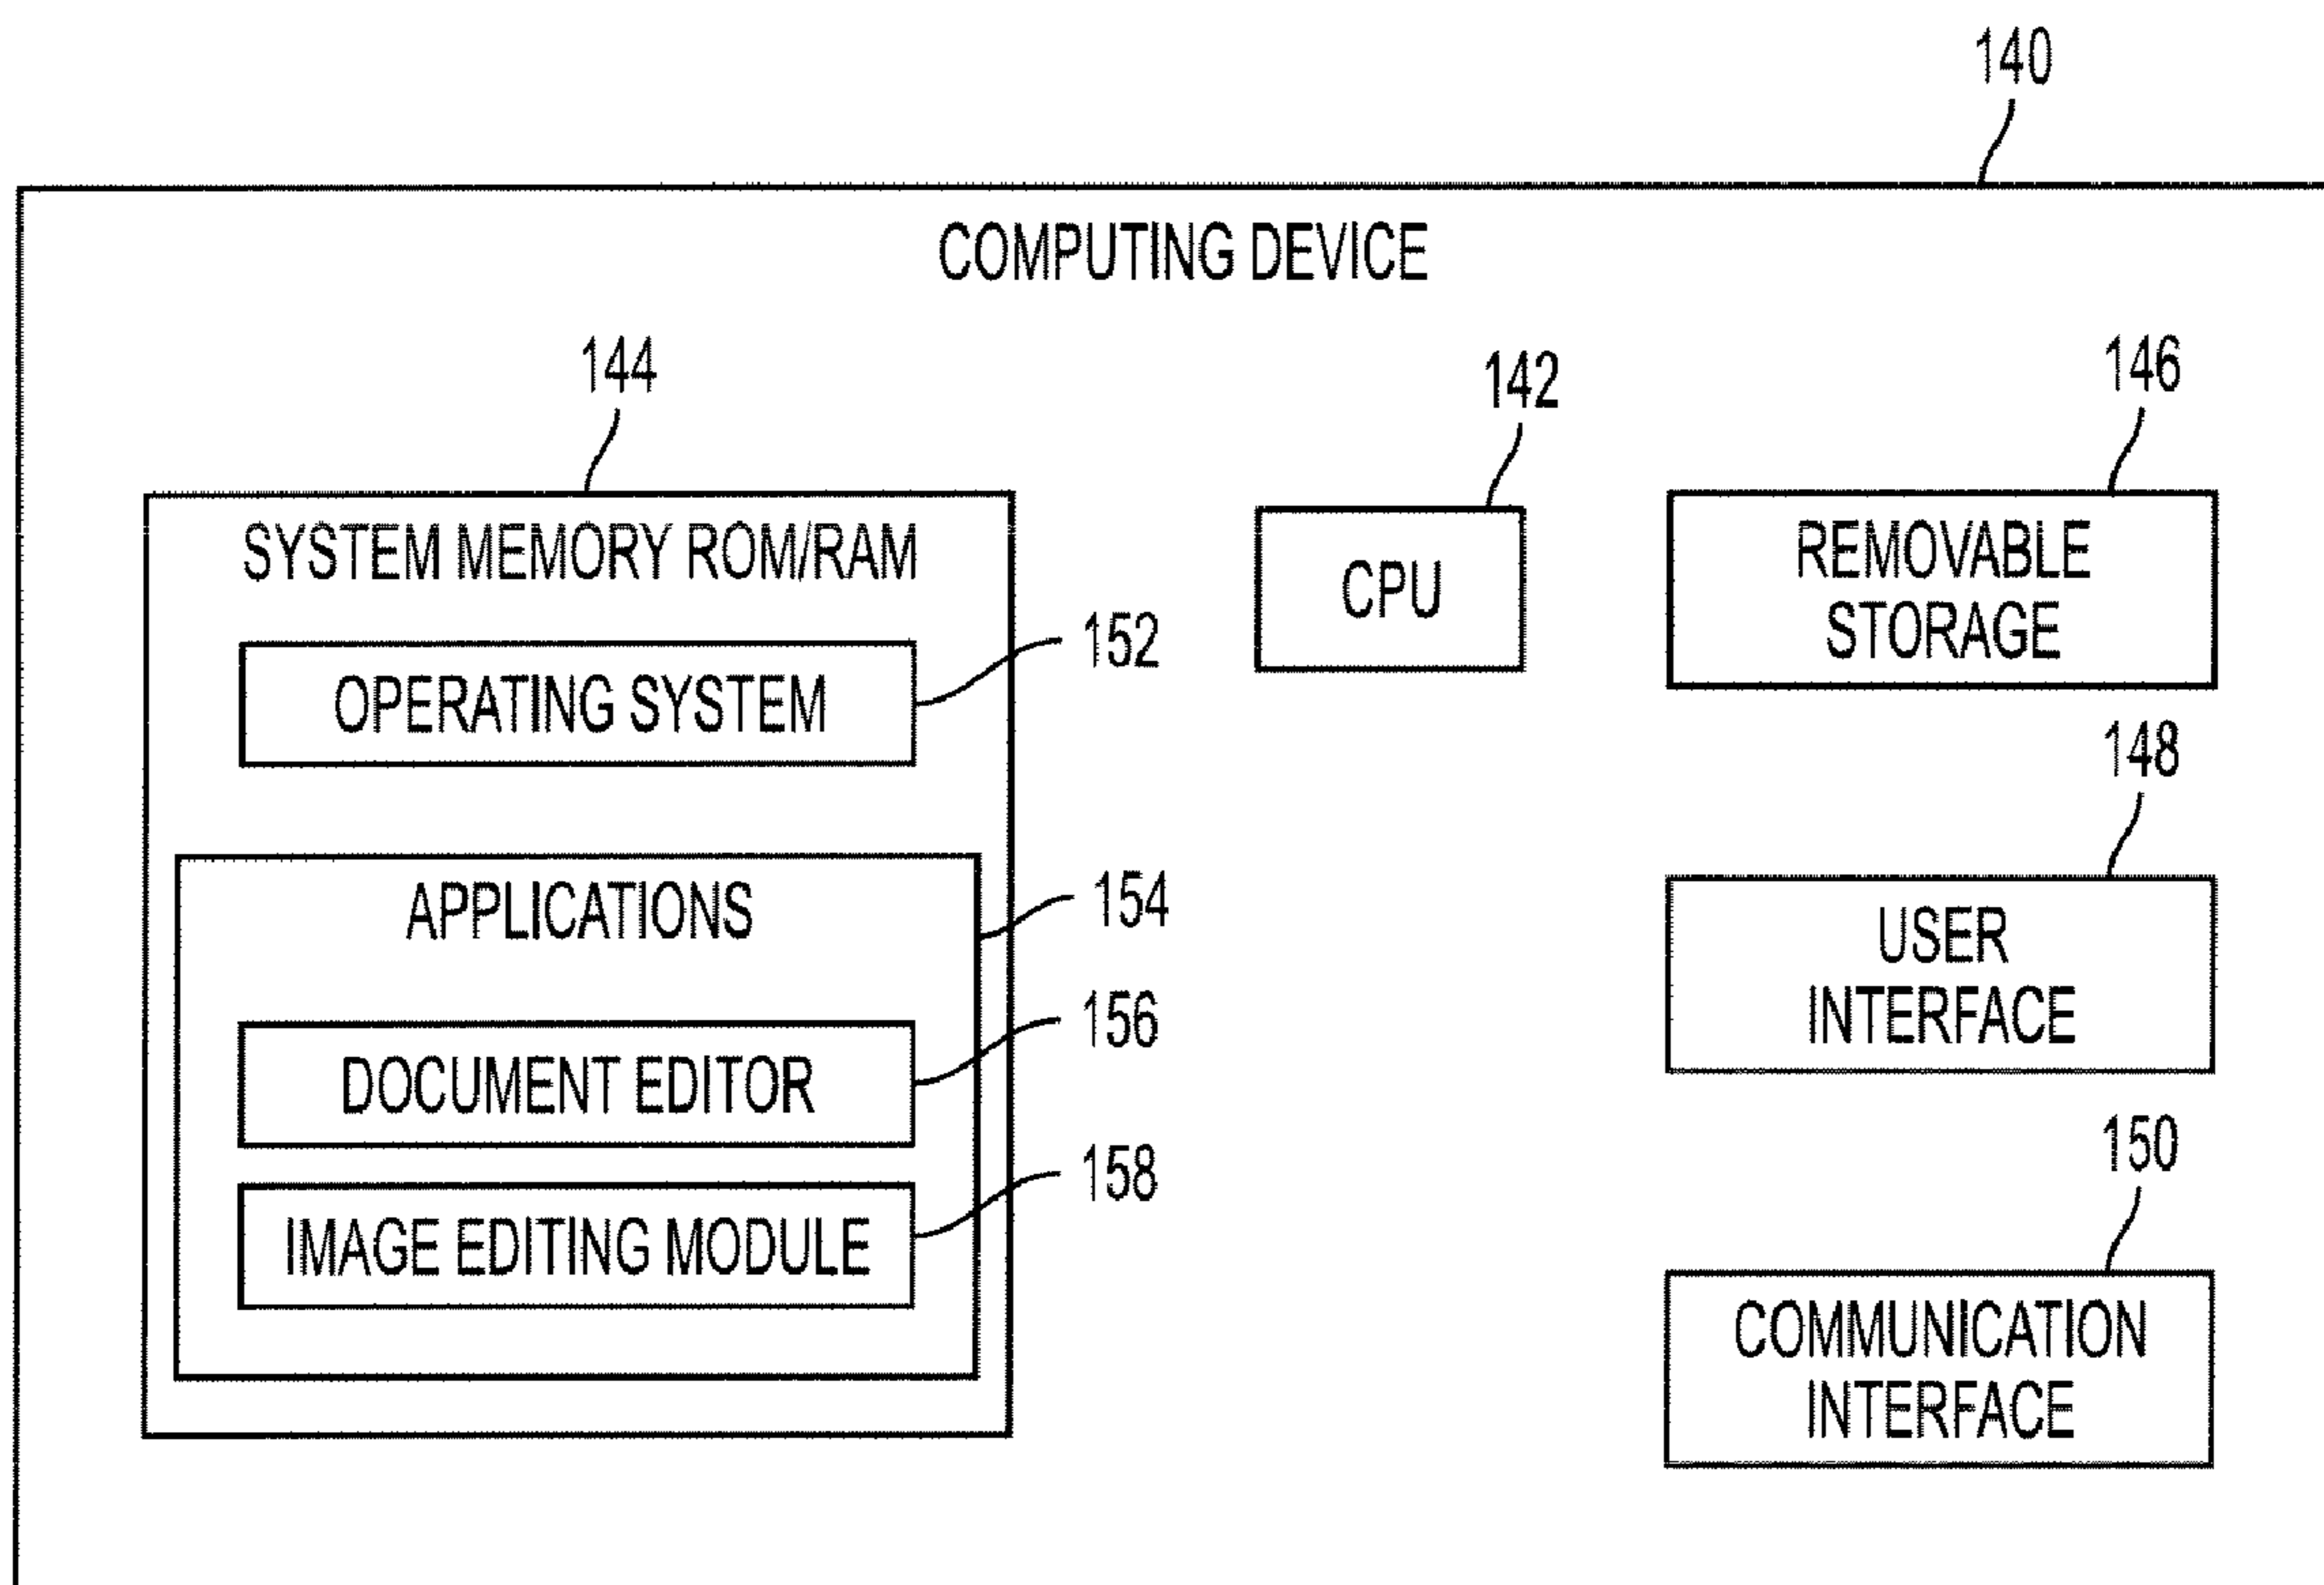 140
COMPUTING DEVICE
144
142
146
SYSTEM MEMORY ROM/RAM
CPU
REMOVABLE
STORAGE
152
OPERATING SYSTEM
148
154
APPLICATIONS
USER
INTERFACE
156
DOCUMENT EDITOR
158
150
IMAGE EDITING MODULE
COMMUNICATION
INTERFACE